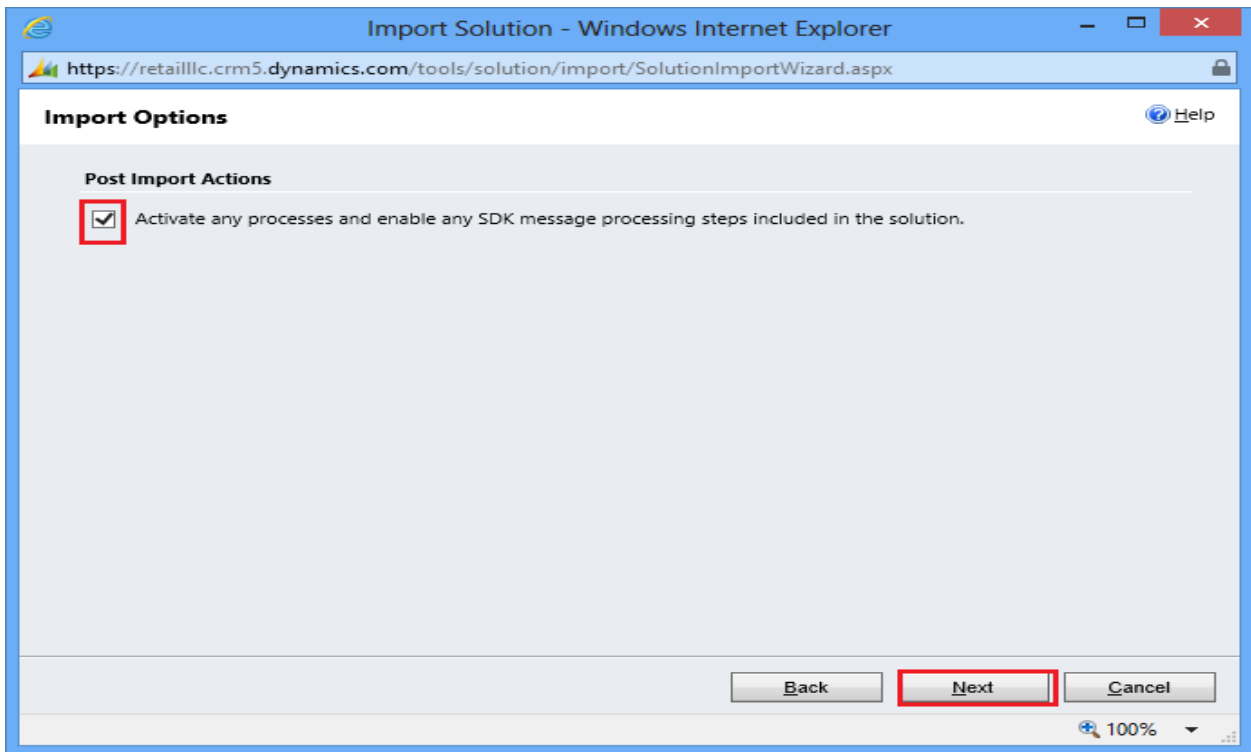 Import Solution - Windows Internet Explorer
https://retailllc.crm5.dynamics.com/tools/solution/import/SolutionImportWizard.aspx
Import Options
Help
Post Import Actions
Activate any processes and enable any SDK message processing steps included in the solution.
Back
Next
Cancel
100%